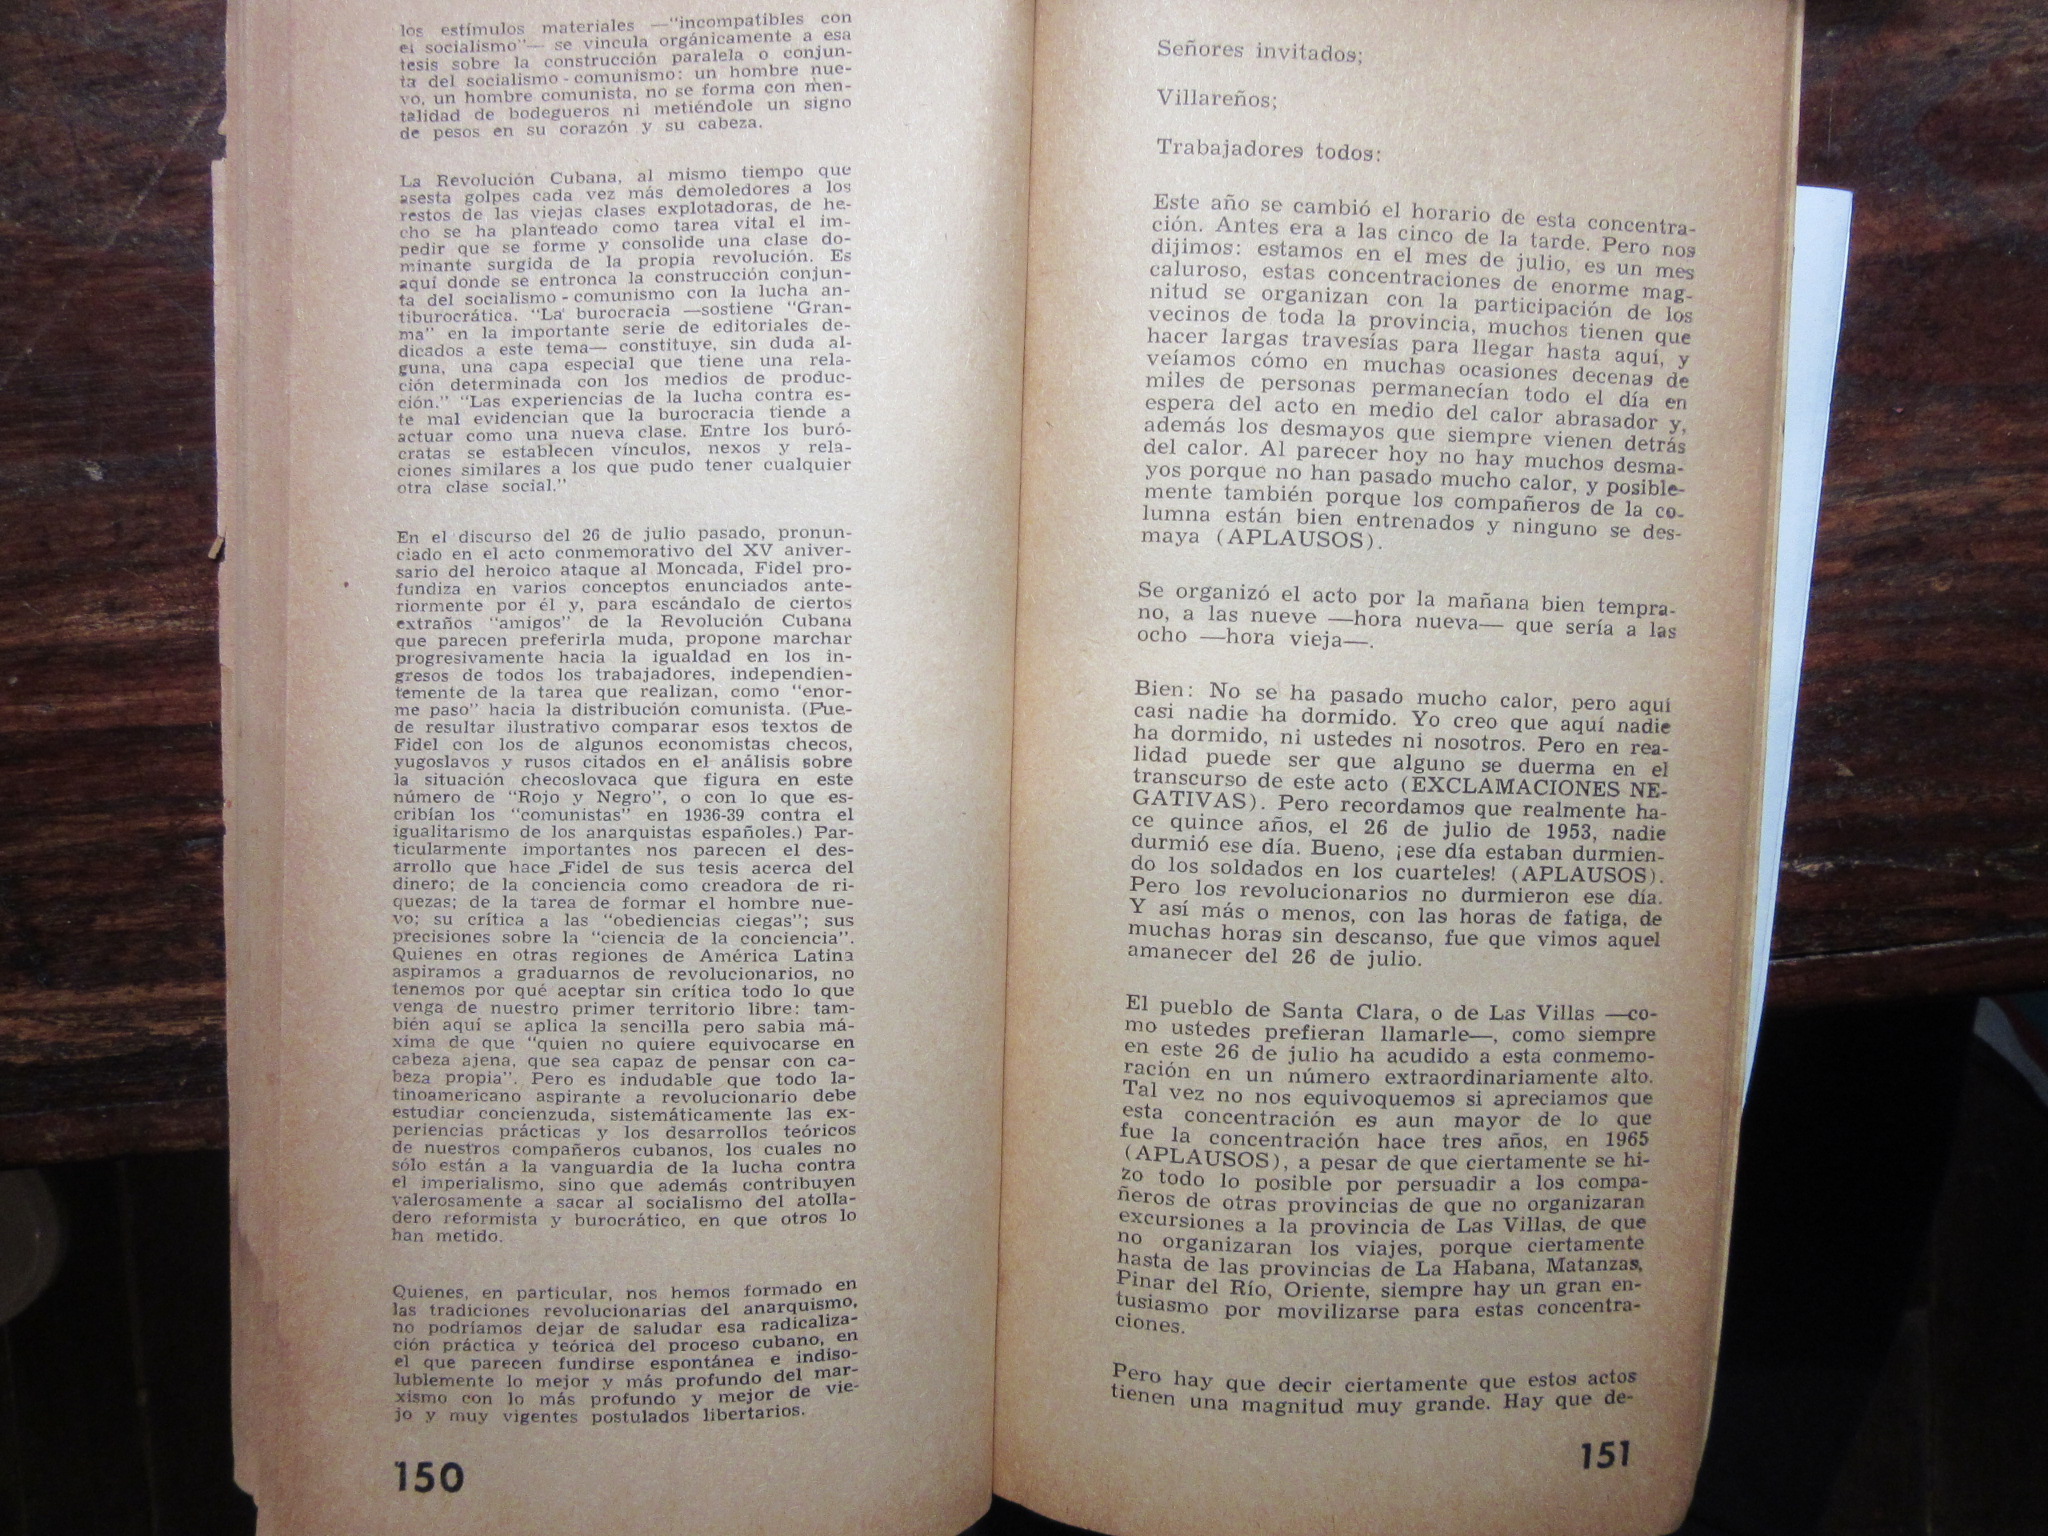 los estímulos materiales —"incompatibles con
el socialismo"— se vincula orgánicamente a esa
tesis sobre la construcción paralela o conjun-
ta del socialismo - comunismo: un hombre nue-
vo, un hombre comunista, no se forma con men-
talidad de bodegueros ni metiéndole un signo
de pesos en su corazón y su cabeza.
La Revolución Cubana, al mismo tiempo que
asesta golpes cada vez más demoledores a los
restos de las viejas clases explotadoras, de he-
cho se ha planteado como tarea vital el im-
pedir que se forme y consolide una clase do-
minante surgida de la propia revolución. Es
aquí donde se entronca la construcción conjun-
ta del socialismo - comunismo con la lucha an-
tiburocrática. "La burocracia —sostiene "Gran-
ma" en la importante serie de editoriales de-
dicados a este tema— constituye, sin duda al-
guna, una capa especial que tiene una rela-
ción determinada con los medios de produc-
ción." "Las experiencias de la lucha contra es-
te mal evidencian que la burocracia tiende a
actuar como una nueva clase. Entre los buró-
cratas se establecen vínculos, nexos y rela-
ciones similares a los que pudo tener cualquier
otra clase social."
En el discurso del 26 de julio pasado, pronun-
ciado en el acto conmemorativo del XV aniver-
sario del heroico ataque al Moncada, Fidel pro-
fundiza en varios conceptos enunciados ante-
riormente por él y, para escándalo de ciertos
extraños "amigos" de la Revolución Cubana
que parecen preferirla muda, propone marchar
progresivamente hacia la igualdad en los in-
gresos de todos los trabajadores, independien-
temente de la tarea que realizan, como "enor-
me paso" hacia la distribución comunista. (Pue-
de resultar ilustrativo comparar esos textos de
Fidel con los de algunos economistas checos,
yugoslavos y rusos citados en el análisis sobre
la situación checoslovaca que figura en este
número de "Rojo y Negro", o con lo que es-
cribían los "comunistas" en 1936-39 contra el
igualitarismo de los anarquistas españoles.) Par-
ticularmente importantes nos parecen el des-
arrollo que hace Fidel de sus tesis acerca del
dinero; de la conciencia como creadora de ri-
quezas; de la tarea de formar el hombre nue-
vo; su crítica a las "obediencias ciegas"; sus
precisiones sobre la "ciencia de la conciencia".
Quienes en otras regiones de América Latina
aspiramos a graduarnos de revolucionarios, no
tenemos por qué aceptar sin crítica todo lo que
venga de nuestro primer territorio libre: tam-
bién aquí se aplica la sencilla pero sabia má-
xima de que "quien no quiere equivocarse en
cabeza ajena, que sea capaz de pensar con ca-
beza propia". Pero es indudable que todo la-
tinoamericano aspirante a revolucionario debe
estudiar concienzuda, sistemáticamente las ex-
periencias prácticas y los desarrollos teóricos
de nuestros compañeros cubanos, los cuales no
sólo están a la vanguardia de la lucha contra
el imperialismo, sino que además contribuyen
valerosamente a sacar al socialismo del atolla-
dero reformista y burocrático, en que otros lo
han metido.
Quienes, en particular, nos hemos formado en
las tradiciones revolucionarias del anarquismo,
no podríamos dejar de saludar esa radicaliza-
ción práctica y teórica del proceso cubano, en
el que parecen fundirse espontánea e indiso-
lublemente lo mejor y más profundo del mar-
xismo con lo más profundo y mejor de vie-
jo y muy vigentes postulados libertarios.
150
Señores invitados;
Villareños;
Trabajadores todos:
Este año se cambió el horario de esta concentra-
ción. Antes era a las cinco de la tarde. Pero nos
dijimos: estamos en el mes de julio, es un mes
caluroso, estas concentraciones de enorme mag-
nitud se organizan con la participación de los
vecinos de toda la provincia, muchos tienen que
hacer largas travesías para llegar hasta aquí, y
veíamos cómo en muchas ocasiones decenas de
miles de personas permanecían todo el día en
espera del acto en medio del calor abrasador y,
además los desmayos que siempre vienen detrás
del calor. Al parecer hoy no hay muchos desma-
yos porque no han pasado mucho calor, y posible-
mente también porque los compañeros de la co-
lumna están bien entrenados y ninguno se des-
maya (APLAUSOS).
Se organizó el acto por la mañana bien tempra-
no, a las nueve —hora nueva— que sería a las
ocho —hora vieja—.
Bien: No se ha pasado mucho calor, pero aquí
casi nadie ha dormido. Yo creo que aquí nadie
ha dormido, ni ustedes ni nosotros. Pero en rea-
lidad puede ser que alguno se duerma en el
transcurso de este acto (EXCLAMACIONES NE-
GATIVAS). Pero recordamos que realmente ha-
ce quince años, el 26 de julio de 1953, nadie
durmió ese día. Bueno, ¡ese día estaban durmien-
do los soldados en los cuarteles! (APLAUSOS).
Pero los revolucionarios no durmieron ese día.
Y así más o menos, con las horas de fatiga, de
muchas horas sin descanso, fue que vimos aquel
amanecer del 26 de julio.
El pueblo de Santa Clara, o de Las Villas —co-
mo ustedes prefieran llamarle—, como siempre
en este 26 de julio ha acudido a esta conmemo-
ración en un número extraordinariamente alto.
Tal vez no nos equivoquemos si apreciamos que
esta concentración es aun mayor de lo que
fue la concentración hace tres años, en 1965
(APLAUSOS), a pesar de que ciertamente se hi-
zo todo lo posible por persuadir a los compa-
ñeros de otras provincias de que no organizaran
excursiones a la provincia de Las Villas, de que
no organizaran los viajes, porque ciertamente
hasta de las provincias de La Habana, Matanzas,
Pinar del Río, Oriente, siempre hay un gran en-
tusiasmo por movilizarse para estas concentra-
ciones.
Pero hay que decir ciertamente que estos actos
tienen una magnitud muy grande. Hay que de-
151